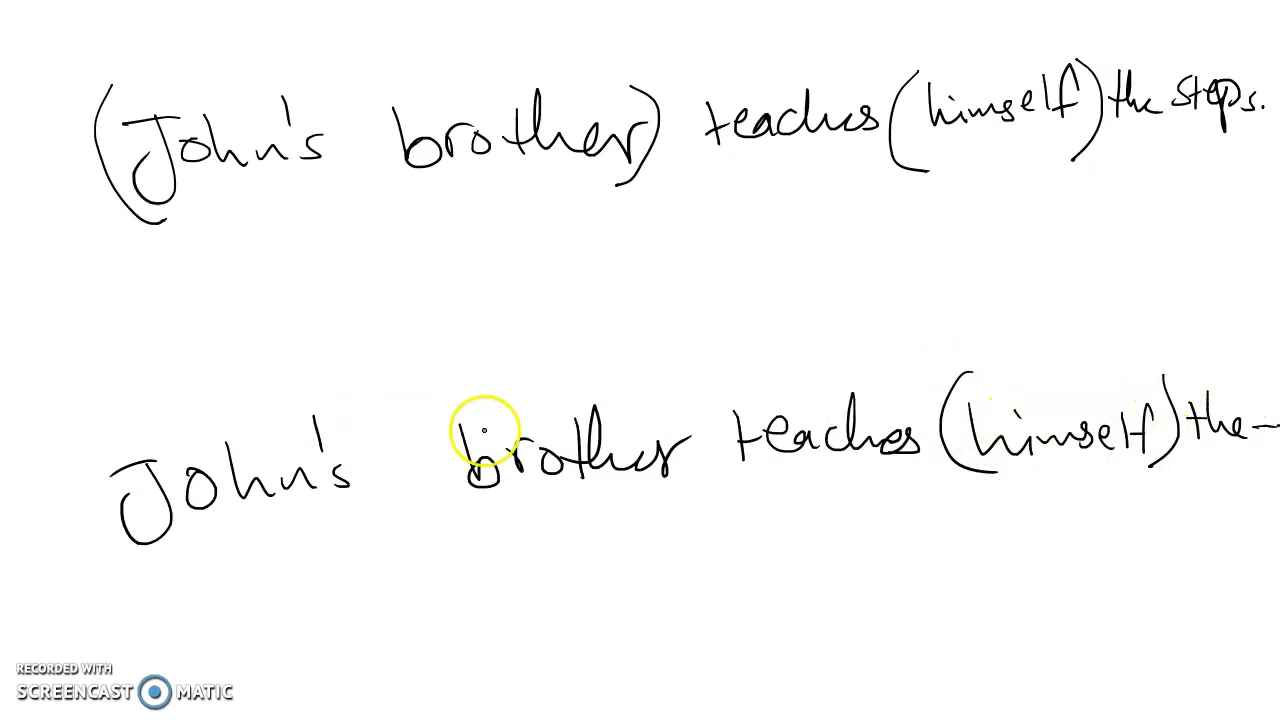 (John's brother) teaches (himself) the steps.
John's brother teaches (himself) the -
RECORDED WITH
SCREENCAST MATIC